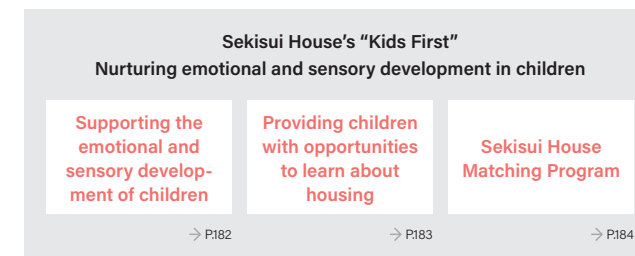 Sekisui House’s “Kids First”
Nurturing emotional and sensory development in children
Supporting the
emotional and
sensory develop-
ment of children
→ P.182
Providing children
with opportunities
to learn about
housing
→ P.183
Sekisui House
Matching Program
→ P.184